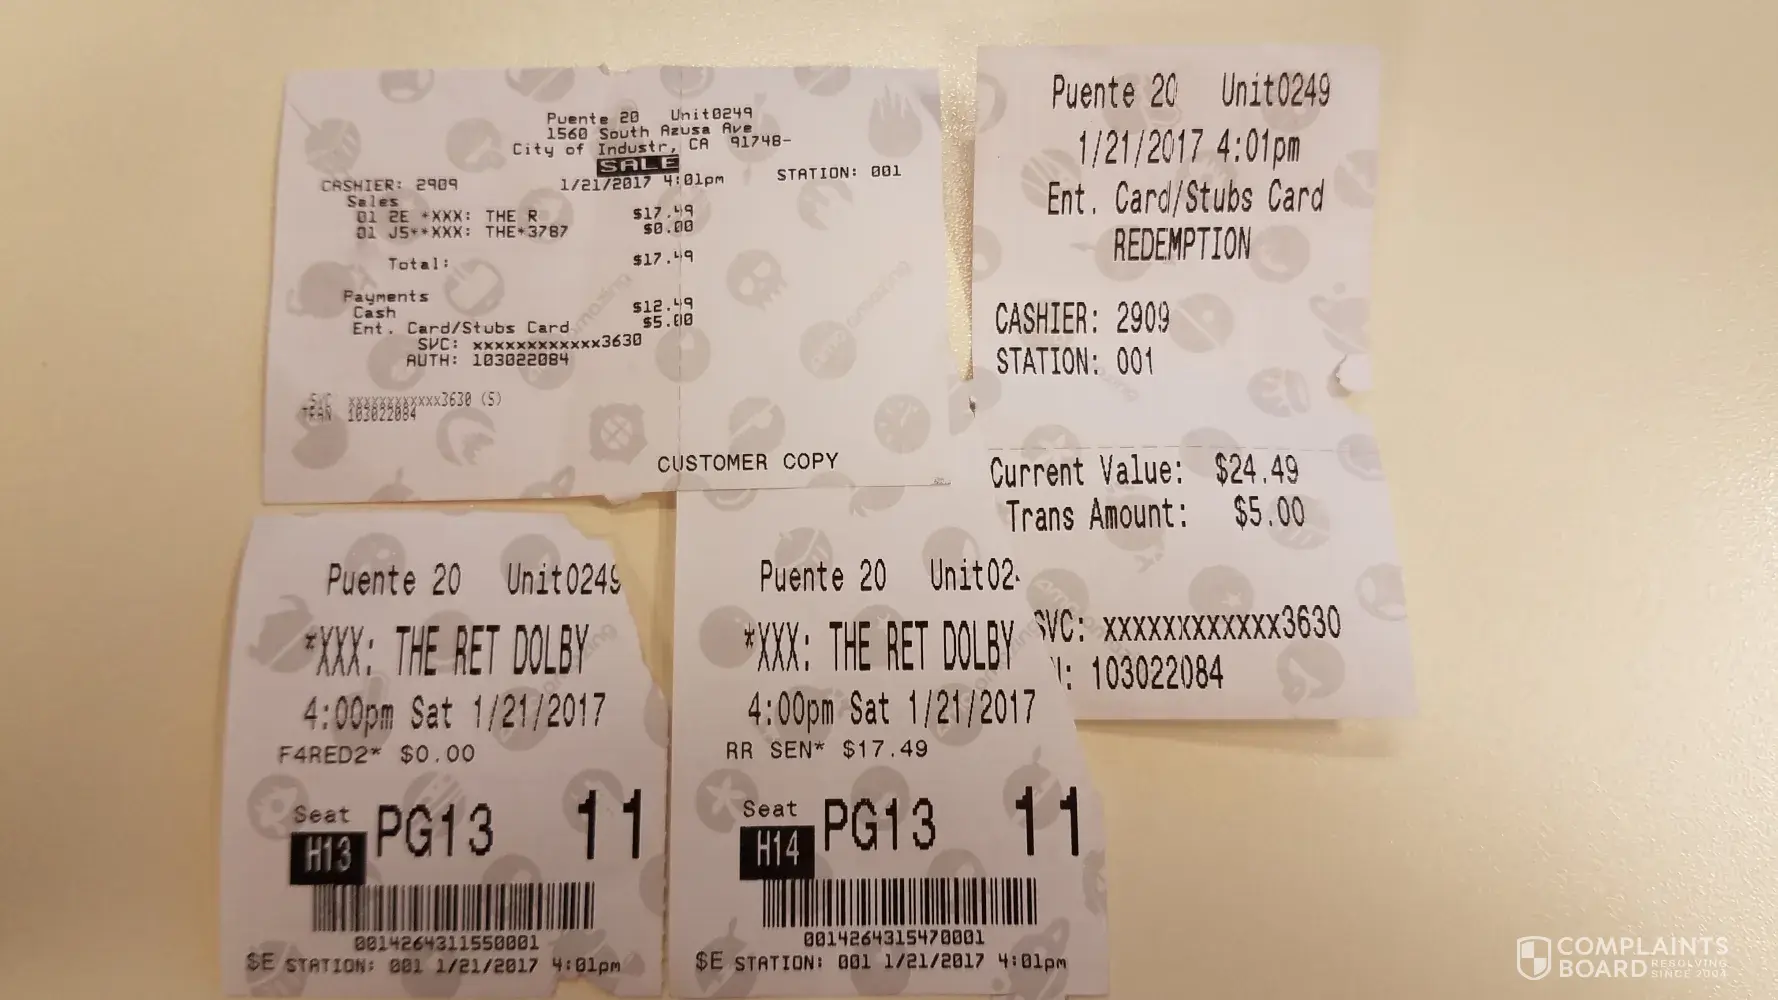 Puente 20 Unit0249
1560 South Azusa Ave
City of Industr, CA 91748-
SALE
CASHIER: 2909 1/21/2017 4:01pm STATION: 001
Sales
01 2E *XXX: THE R $17.49
01 J5**XXX: THE*3787 $0.00
Total: $17.49
Payments
Cash $12.49
Ent. Card/Stubs Card $5.00
SVC: xxxxxxxxxxxx3630
AUTH: 103022084
SVC xxxxxxxxxxxx3630 (S)
TRAN 103022084
CUSTOMER COPY
Puente 20 Unit0249
1/21/2017 4:01pm
Ent. Card/Stubs Card
REDEMPTION
CASHIER: 2909
STATION: 001
Current Value: $24.49
Trans Amount: $5.00
SVC: xxxxxxxxxxxx3630
: 103022084
Puente 20 Unit0249
*XXX: THE RET DOLBY
4:00pm Sat 1/21/2017
F4RED2* $0.00
Seat
H13 PG13 11
0014264311550001
$E STATION: 001 1/21/2017 4:01pm
Puente 20 Unit02
*XXX: THE RET DOLBY
4:00pm Sat 1/21/2017
RR SEN* $17.49
Seat
H14 PG13 11
0014264315470001
$E STATION: 001 1/21/2017 4:01pm
COMPLAINTS
BOARD RESOLVING
SINCE 2004